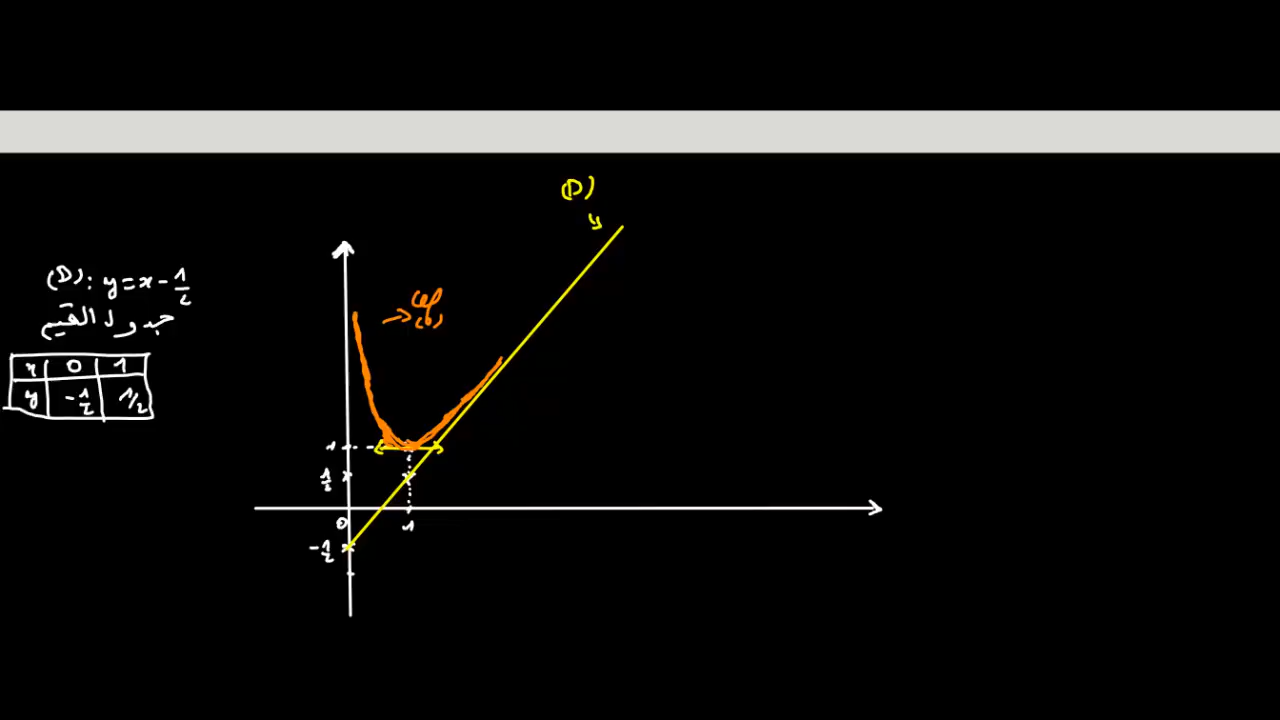 (D)
(D): y = x - 1/2
جدول القيم
x | 0 | 1
y | -1/2 | 1/2
1
1/2
0
1
-1/2